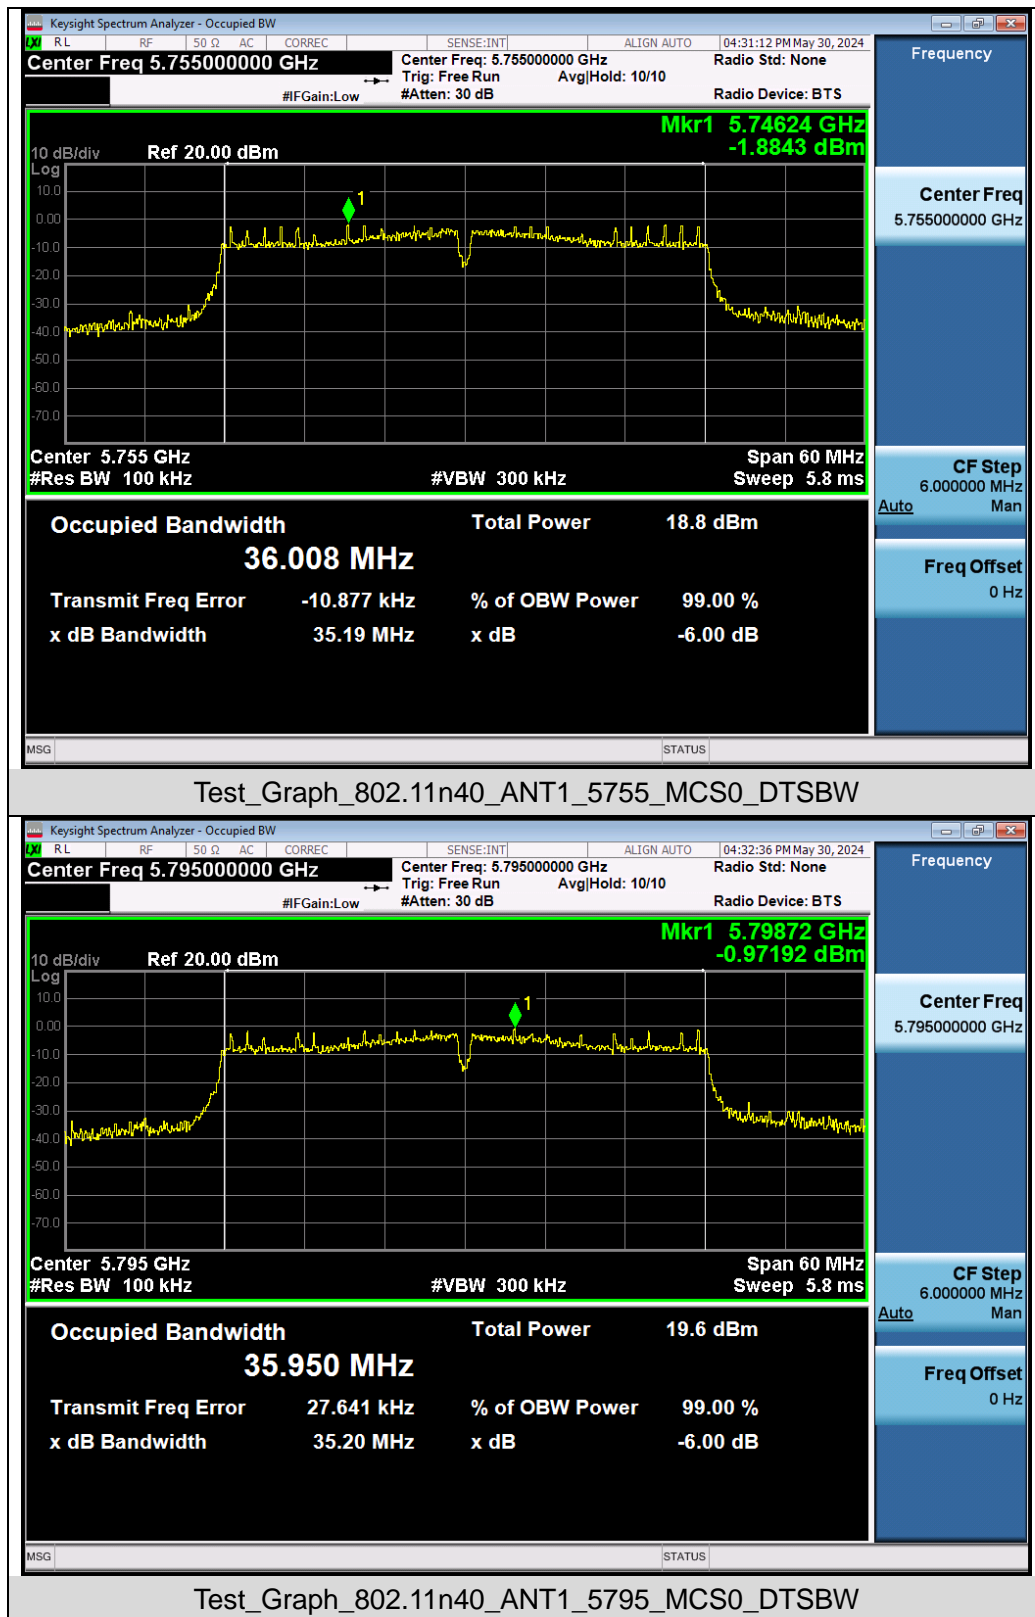 Keysight Spectrum Analyzer - Occupied BW
LXI RL RF 50 Ω AC CORREC SENSE:INT ALIGN AUTO 04:31:12 PM May 30, 2024
Center Freq 5.755000000 GHz
Center Freq: 5.755000000 GHz
Radio Std: None
Trig: Free Run Avg|Hold: 10/10
#IFGain:Low #Atten: 30 dB Radio Device: BTS
Mkr1 5.74624 GHz
-1.8843 dBm
10 dB/div Ref 20.00 dBm
Log
10.0
1
0.00
-10.0
-20.0
-30.0
-40.0
-50.0
-60.0
-70.0
Center 5.755 GHz Span 60 MHz
#Res BW 100 kHz #VBW 300 kHz Sweep 5.8 ms
Occupied Bandwidth Total Power 18.8 dBm
36.008 MHz
Transmit Freq Error -10.877 kHz % of OBW Power 99.00 %
x dB Bandwidth 35.19 MHz x dB -6.00 dB
MSG STATUS
Frequency
Center Freq
5.755000000 GHz
CF Step
6.000000 MHz
Auto Man
Freq Offset
0 Hz
Test_Graph_802.11n40_ANT1_5755_MCS0_DTSBW
Keysight Spectrum Analyzer - Occupied BW
LXI RL RF 50 Ω AC CORREC SENSE:INT ALIGN AUTO 04:32:36 PM May 30, 2024
Center Freq 5.795000000 GHz
Center Freq: 5.795000000 GHz
Radio Std: None
Trig: Free Run Avg|Hold: 10/10
#IFGain:Low #Atten: 30 dB Radio Device: BTS
Mkr1 5.79872 GHz
-0.97192 dBm
10 dB/div Ref 20.00 dBm
Log
10.0
1
0.00
-10.0
-20.0
-30.0
-40.0
-50.0
-60.0
-70.0
Center 5.795 GHz Span 60 MHz
#Res BW 100 kHz #VBW 300 kHz Sweep 5.8 ms
Occupied Bandwidth Total Power 19.6 dBm
35.950 MHz
Transmit Freq Error 27.641 kHz % of OBW Power 99.00 %
x dB Bandwidth 35.20 MHz x dB -6.00 dB
MSG STATUS
Frequency
Center Freq
5.795000000 GHz
CF Step
6.000000 MHz
Auto Man
Freq Offset
0 Hz
Test_Graph_802.11n40_ANT1_5795_MCS0_DTSBW